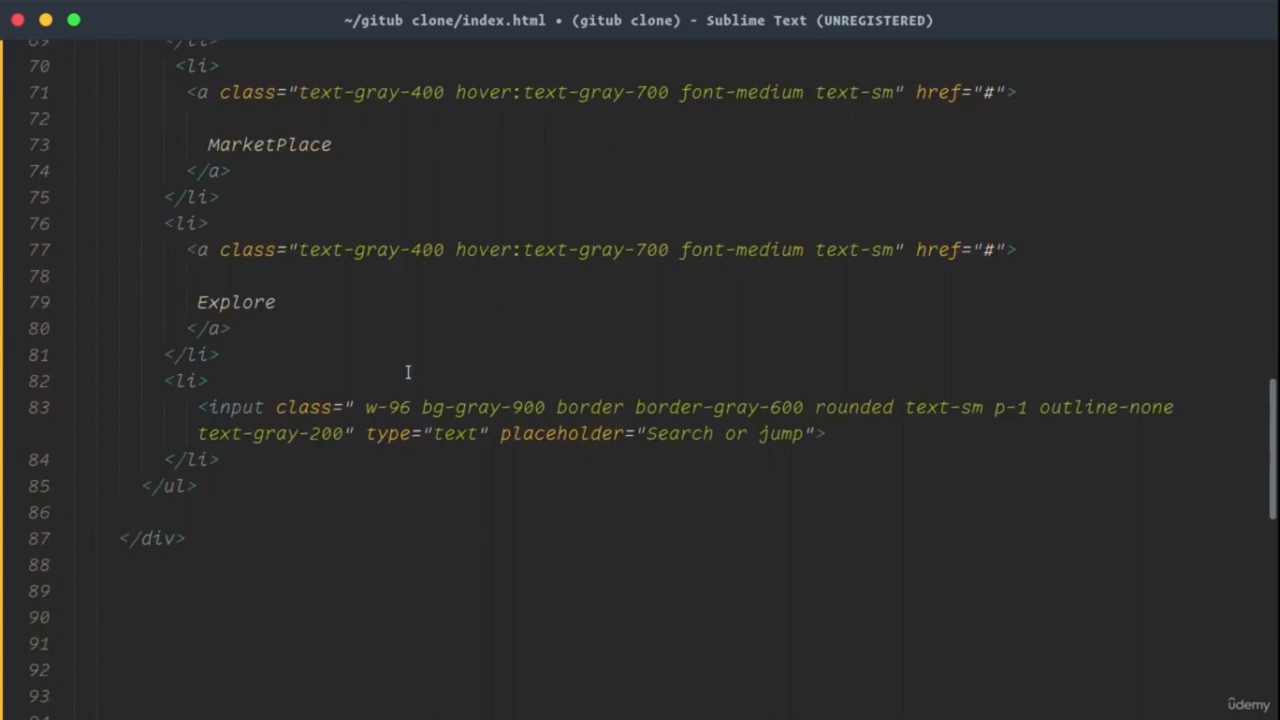 ~/gitub clone/index.html • (gitub clone) - Sublime Text (UNREGISTERED)
69 </li>
70 <li>
71 <a class="text-gray-400 hover:text-gray-700 font-medium text-sm" href="#">
72
73 MarketPlace
74 </a>
75 </li>
76 <li>
77 <a class="text-gray-400 hover:text-gray-700 font-medium text-sm" href="#">
78
79 Explore
80 </a>
81 </li>
82 <li>
83 <input class=" w-96 bg-gray-900 border border-gray-600 rounded text-sm p-1 outline-none
text-gray-200" type="text" placeholder="Search or jump">
84 </li>
85 </ul>
86
87 </div>
88
89
90
91
92
93
ûdemy